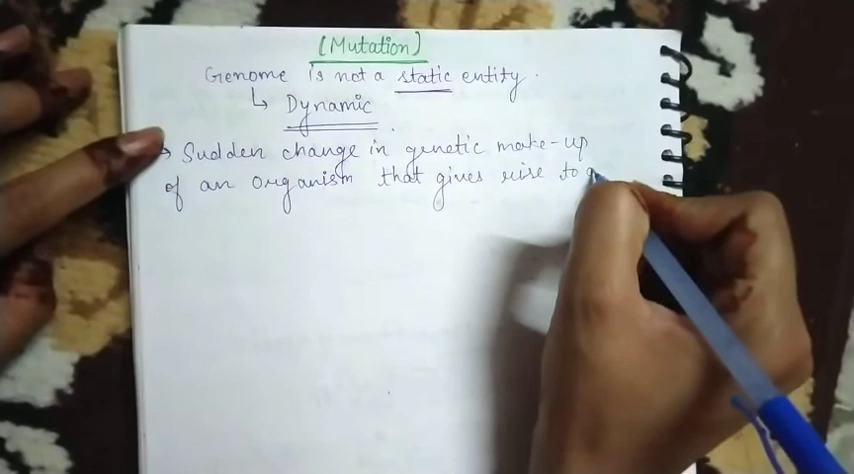 [Mutation]
Genome is not a static entity.
↳ Dynamic
→ Sudden change in genetic make-up
of an organism that gives rise to a